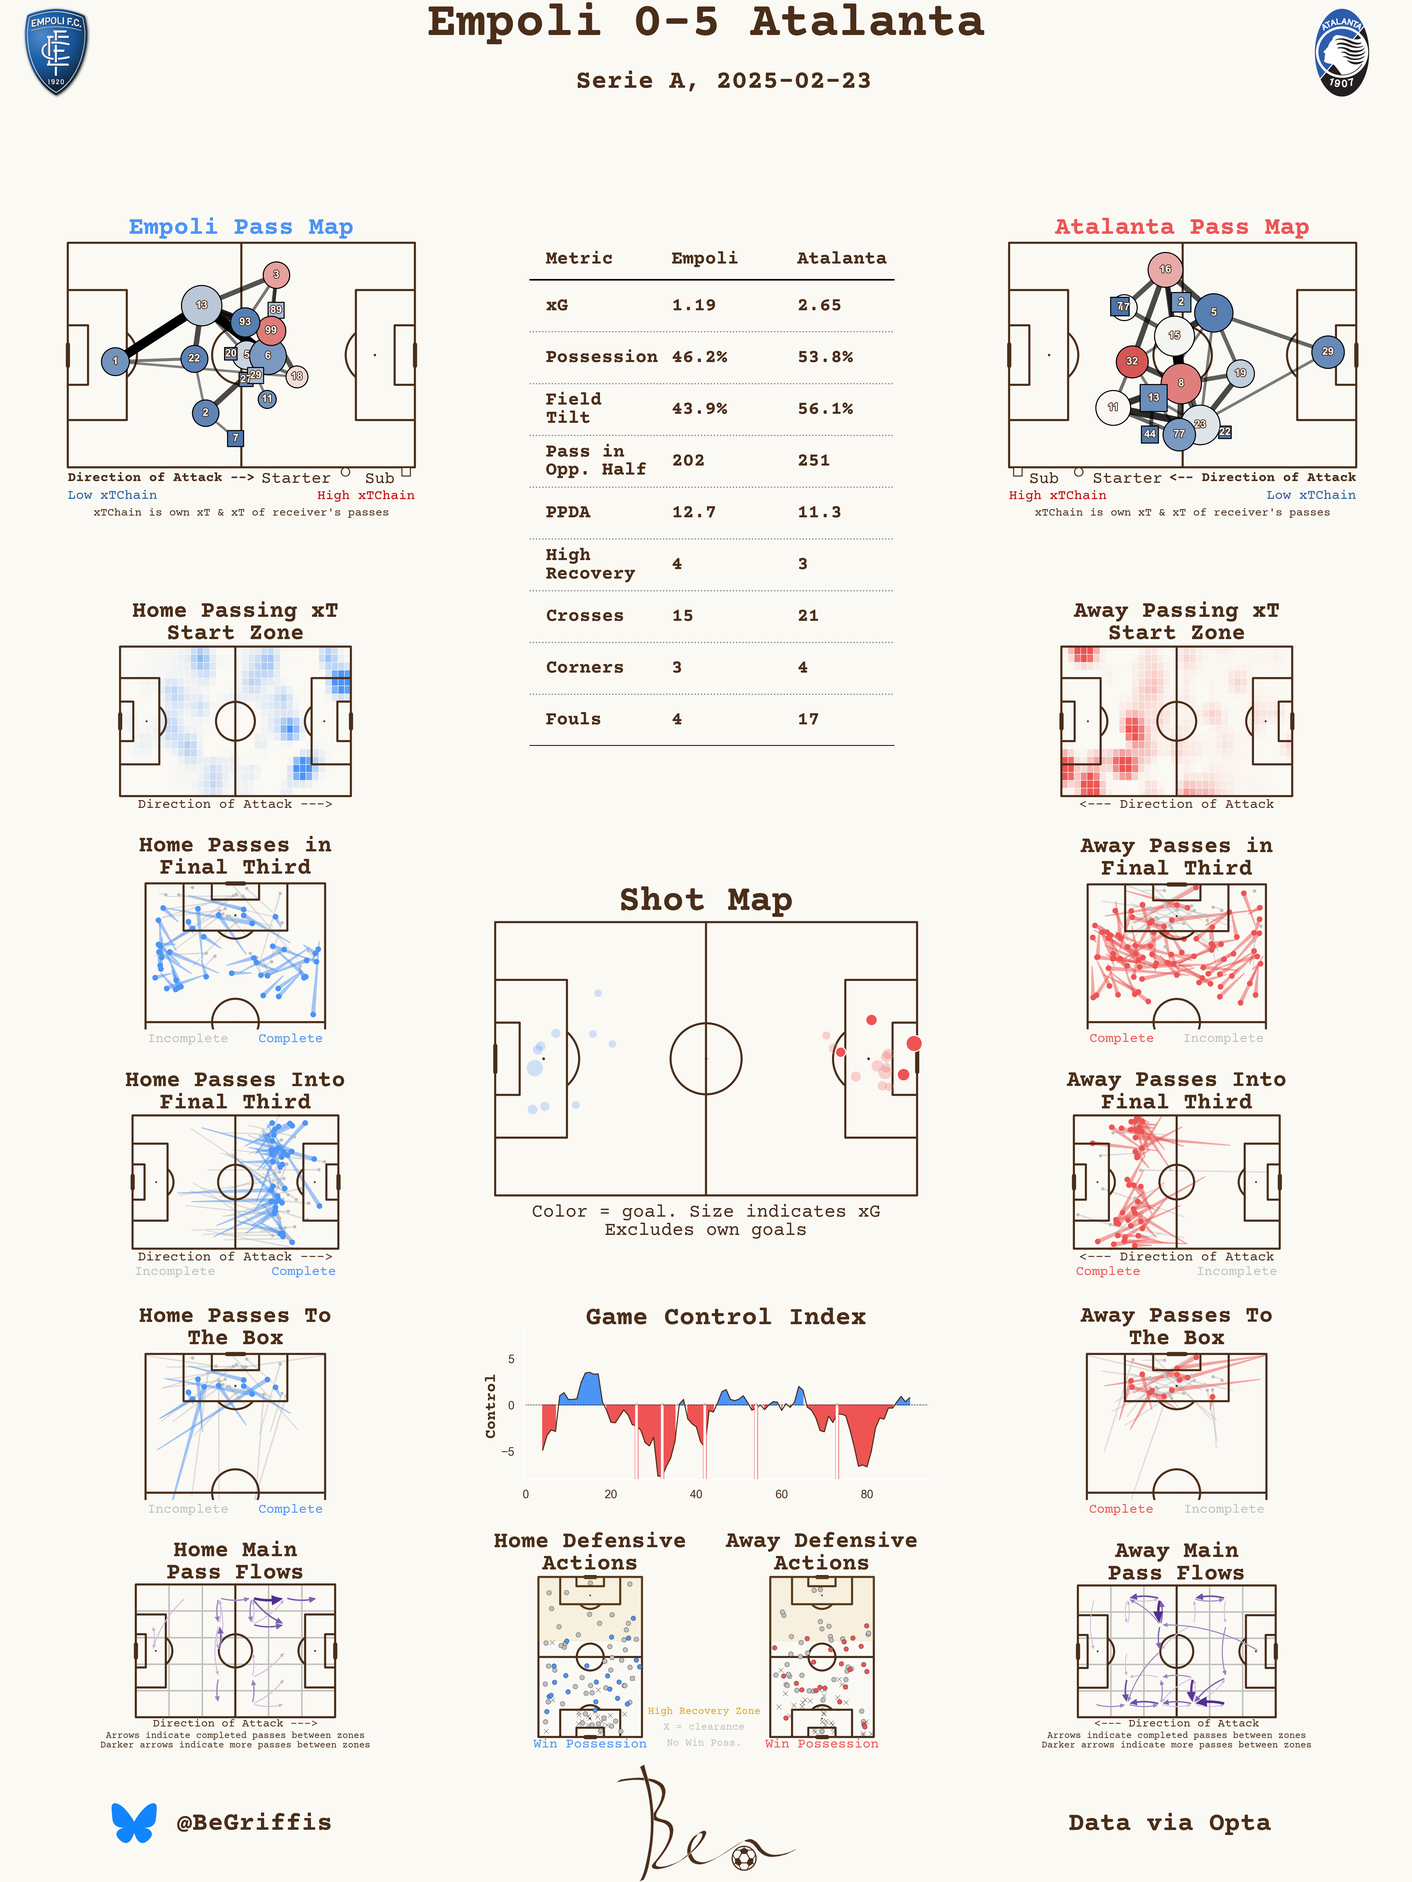 Empoli 0-5 Atalanta
Serie A, 2025-02-23
EMPOLI F.C.
1920
ATALANTA
1907
Empoli Pass Map
3
13
89
93
99
1
22
20
5
6
29
27
18
11
2
7
Direction of Attack --> Starter Sub
Low xTChain High xTChain
xTChain is own xT & xT of receiver's passes
Metric Empoli Atalanta
xG 1.19 2.65
Possession 46.2% 53.8%
Field
Tilt 43.9% 56.1%
Pass in
Opp. Half 202 251
PPDA 12.7 11.3
High
Recovery 4 3
Crosses 15 21
Corners 3 4
Fouls 4 17
Atalanta Pass Map
16
2
5
15
29
32
19
8
13
11
23
44
77
22
Sub Starter <-- Direction of Attack
High xTChain Low xTChain
xTChain is own xT & xT of receiver's passes
Home Passing xT
Start Zone
Direction of Attack --->
Away Passing xT
Start Zone
<--- Direction of Attack
Home Passes in
Final Third
Incomplete Complete
Away Passes in
Final Third
Complete Incomplete
Shot Map
Color = goal. Size indicates xG
Excludes own goals
Home Passes Into
Final Third
Direction of Attack --->
Incomplete Complete
Away Passes Into
Final Third
<--- Direction of Attack
Complete Incomplete
Home Passes To
The Box
Incomplete Complete
Game Control Index
Control
5
0
−5
0 20 40 60 80
Away Passes To
The Box
Complete Incomplete
Home Main
Pass Flows
Direction of Attack --->
Arrows indicate completed passes between zones
Darker arrows indicate more passes between zones
Home Defensive
Actions
Win Possession
Away Defensive
Actions
Win Possession
High Recovery Zone
X = clearance
No Win Poss.
Away Main
Pass Flows
<--- Direction of Attack
Arrows indicate completed passes between zones
Darker arrows indicate more passes between zones
@BeGriffis
Ben
Data via Opta